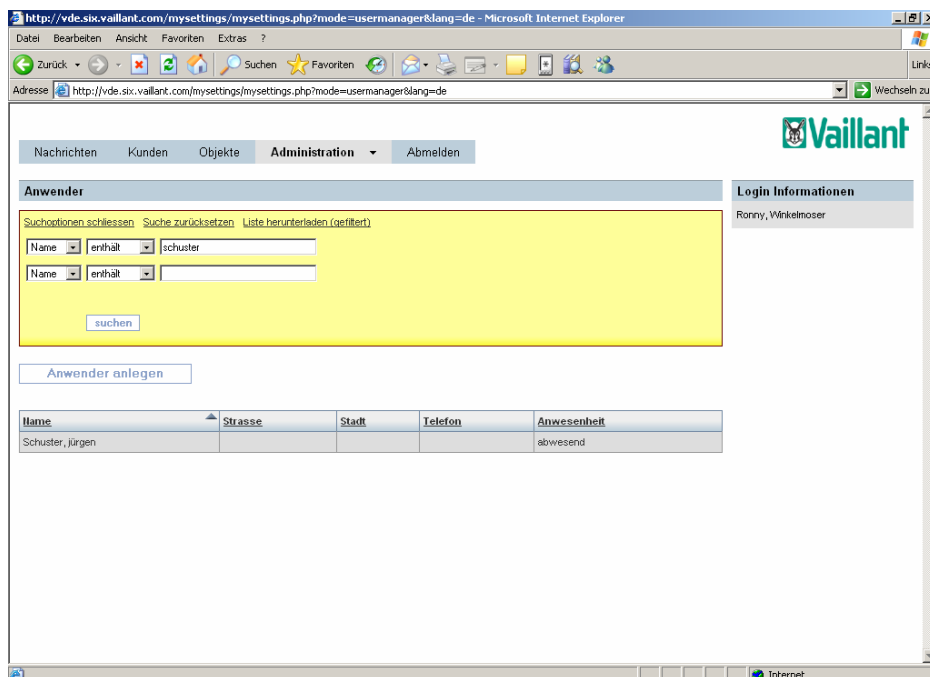 http://vde.six.vaillant.com/mysettings/mysettings.php?mode=usermanager&lang=de - Microsoft Internet Explorer
Datei Bearbeiten Ansicht Favoriten Extras ?
Zurück Suchen Favoriten Links
Adresse http://vde.six.vaillant.com/mysettings/mysettings.php?mode=usermanager&lang=de Wechseln zu
Vaillant
Nachrichten Kunden Objekte Administration Abmelden
Anwender Login Informationen
Suchoptionen schliessen Suche zurücksetzen Liste herunterladen (gefiltert) Ronny, Winkelmoser
Name enthält schuster
Name enthält
suchen
Anwender anlegen
Name Strasse Stadt Telefon Anwesenheit
Schuster, jürgen abwesend
Internet